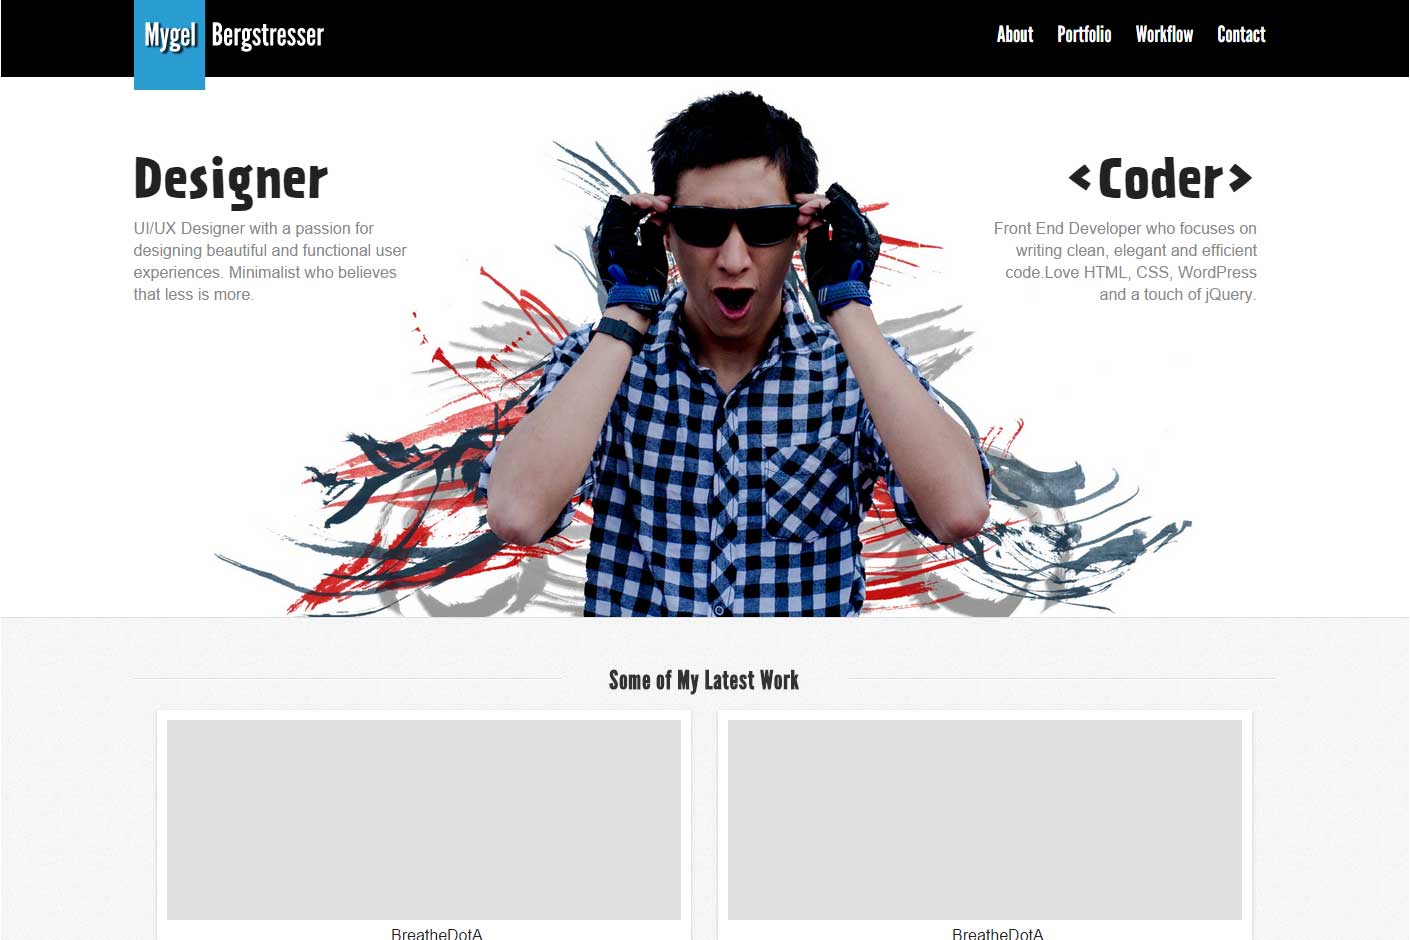 Mygel Bergstresser
About Portfolio Workflow Contact
Designer
UI/UX Designer with a passion for
designing beautiful and functional user
experiences. Minimalist who believes
that less is more.
<Coder>
Front End Developer who focuses on
writing clean, elegant and efficient
code.Love HTML, CSS, WordPress
and a touch of jQuery.
Some of My Latest Work
BreatheDotA
BreatheDotA